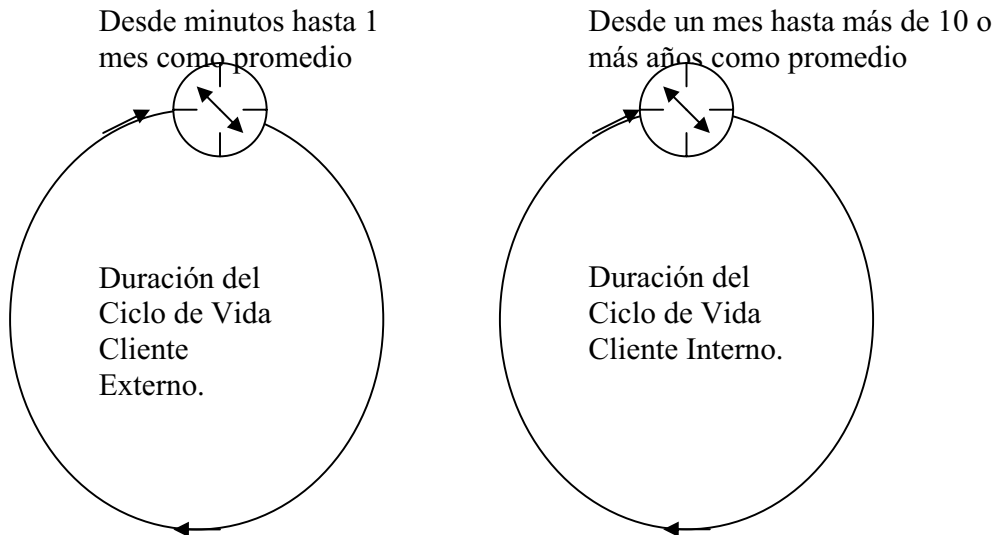 Desde minutos hasta 1
mes como promedio
Desde un mes hasta más de 10 o
más años como promedio
Duración del
Ciclo de Vida
Cliente
Externo.
Duración del
Ciclo de Vida
Cliente Interno.